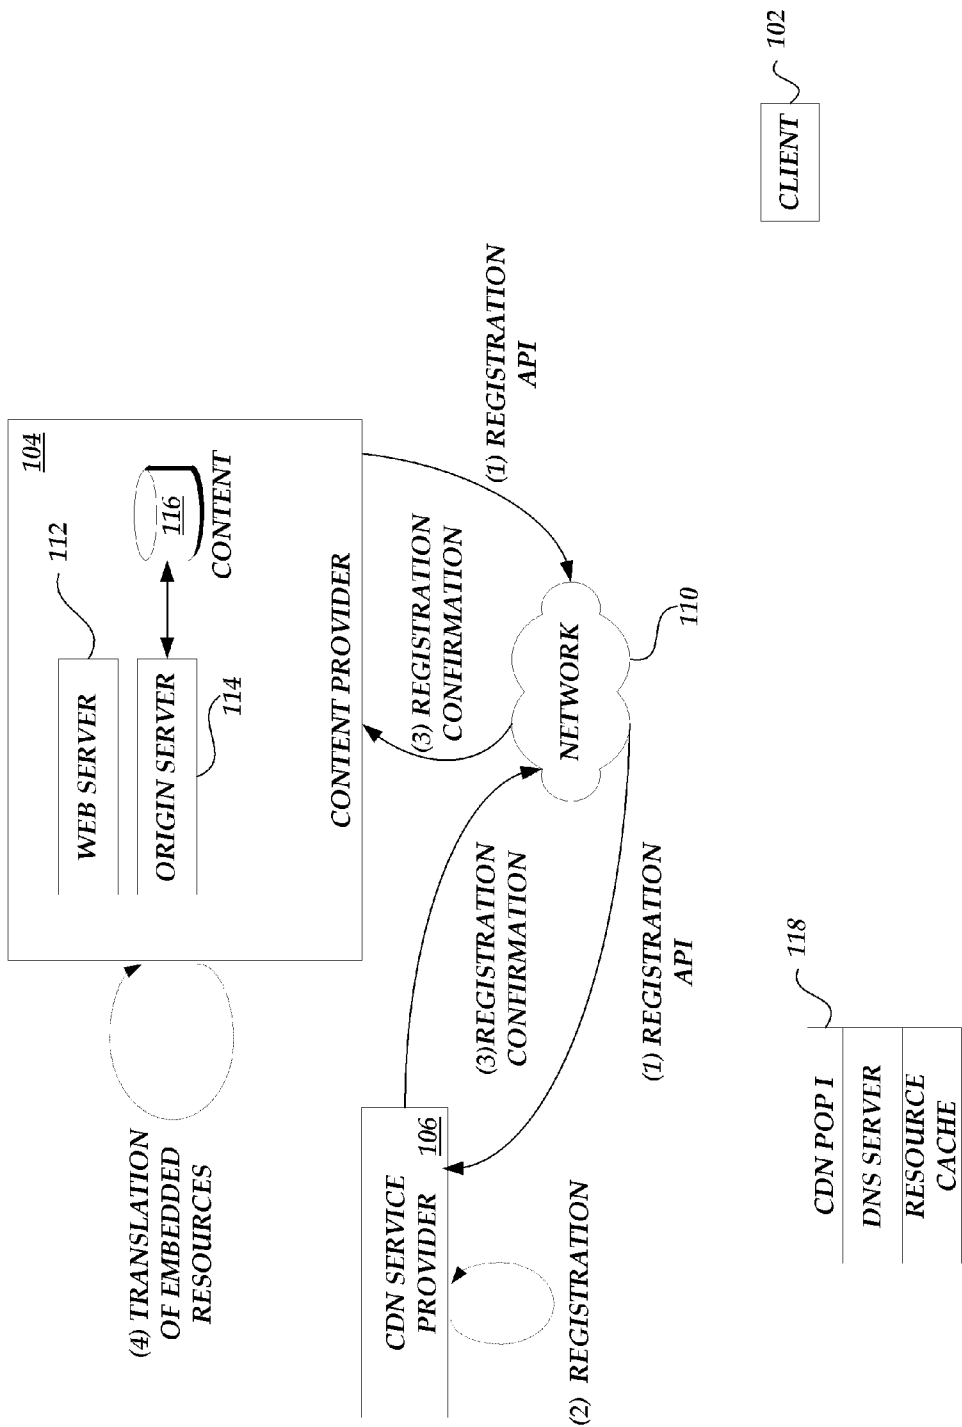 (4) TRANSLATION
OF EMBEDDED
RESOURCES
WEB SERVER
112
104
ORIGIN SERVER
114
116
CONTENT
CONTENT PROVIDER
CDN SERVICE
PROVIDER
106
(2) REGISTRATION
(3)REGISTRATION
CONFIRMATION
(3) REGISTRATION
CONFIRMATION
(1) REGISTRATION
API
NETWORK
110
(1) REGISTRATION
API
CDN POP I
118
DNS SERVER
RESOURCE
CACHE
CLIENT
102